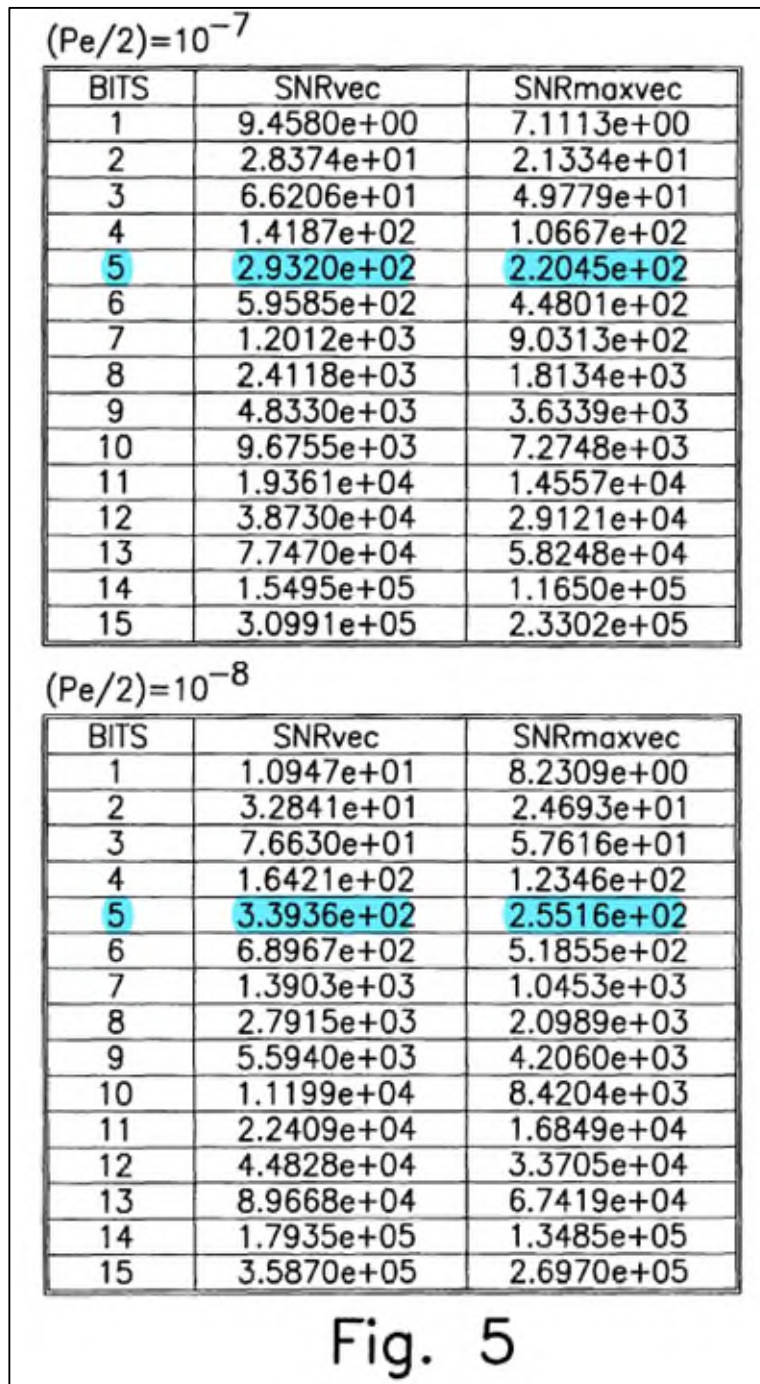 (Pe/2)=10⁻⁷
BITS SNRvec SNRmaxvec
1 9.4580e+00 7.1113e+00
2 2.8374e+01 2.1334e+01
3 6.6206e+01 4.9779e+01
4 1.4187e+02 1.0667e+02
5 2.9320e+02 2.2045e+02
6 5.9585e+02 4.4801e+02
7 1.2012e+03 9.0313e+02
8 2.4118e+03 1.8134e+03
9 4.8330e+03 3.6339e+03
10 9.6755e+03 7.2748e+03
11 1.9361e+04 1.4557e+04
12 3.8730e+04 2.9121e+04
13 7.7470e+04 5.8248e+04
14 1.5495e+05 1.1650e+05
15 3.0991e+05 2.3302e+05
(Pe/2)=10⁻⁸
BITS SNRvec SNRmaxvec
1 1.0947e+01 8.2309e+00
2 3.2841e+01 2.4693e+01
3 7.6630e+01 5.7616e+01
4 1.6421e+02 1.2346e+02
5 3.3936e+02 2.5516e+02
6 6.8967e+02 5.1855e+02
7 1.3903e+03 1.0453e+03
8 2.7915e+03 2.0989e+03
9 5.5940e+03 4.2060e+03
10 1.1199e+04 8.4204e+03
11 2.2409e+04 1.6849e+04
12 4.4828e+04 3.3705e+04
13 8.9668e+04 6.7419e+04
14 1.7935e+05 1.3485e+05
15 3.5870e+05 2.6970e+05
Fig. 5